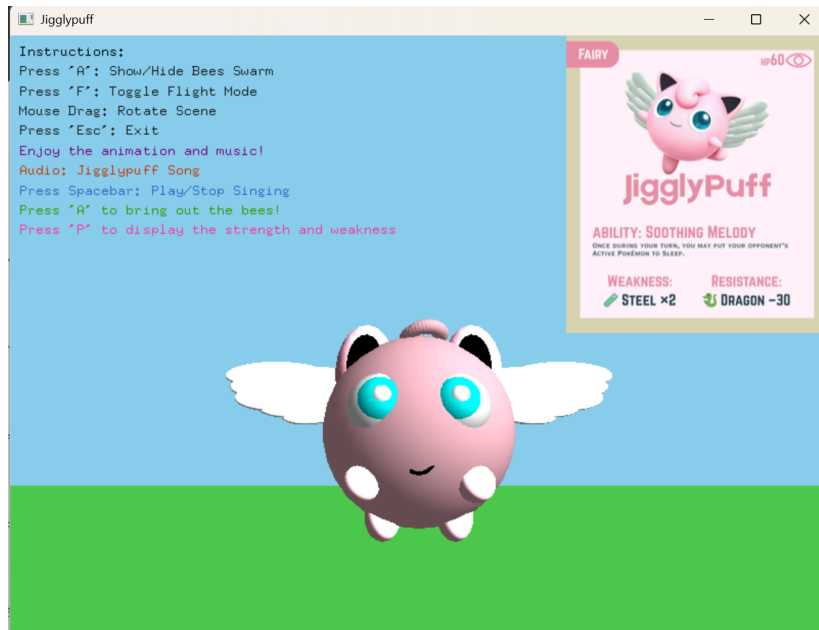 Jigglypuff
Instructions:
Press 'A': Show/Hide Bees Swarm
Press 'F': Toggle Flight Mode
Mouse Drag: Rotate Scene
Press 'Esc': Exit
Enjoy the animation and music!
Audio: Jigglypuff Song
Press Spacebar: Play/Stop Singing
Press 'A' to bring out the bees!
Press 'P' to display the strength and weakness
FAIRY
HP60
JigglyPuff
ABILITY: SOOTHING MELODY
ONCE DURING YOUR TURN, YOU MAY PUT YOUR OPPONENT'S
ACTIVE POKÉMON TO SLEEP.
WEAKNESS: RESISTANCE:
STEEL ×2 DRAGON -30